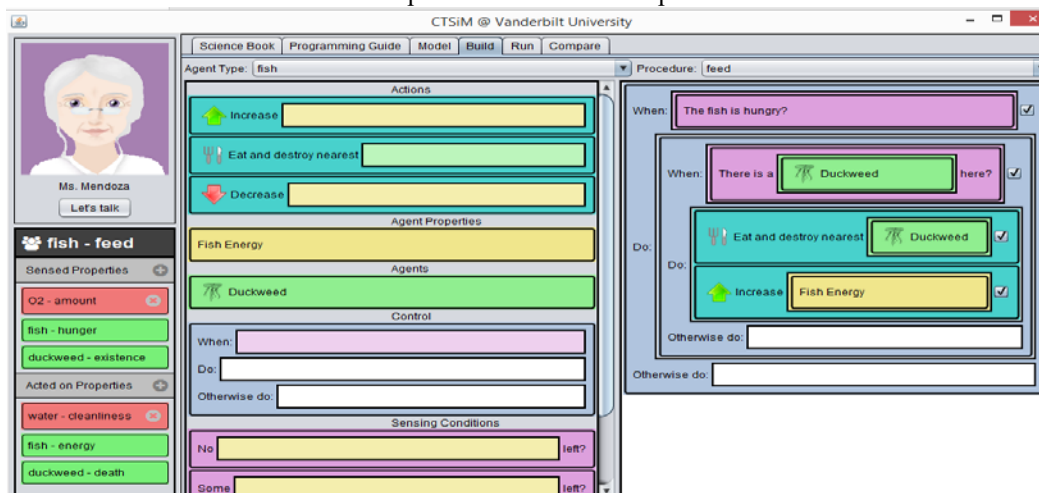 CTSiM @ Vanderbilt University
Science Book Programming Guide Model Build Run Compare
Agent Type: fish
Procedure: feed
Ms. Mendoza
Let's talk
fish - feed
Sensed Properties
O2 - amount
fish - hunger
duckweed - existence
Acted on Properties
water - cleanliness
fish - energy
duckweed - death
Actions
Increase
Eat and destroy nearest
Decrease
Agent Properties
Fish Energy
Agents
Duckweed
Control
When:
Do:
Otherwise do:
Sensing Conditions
No left?
Some left?
When: The fish is hungry?
When: There is a Duckweed here?
Do:
Do:
Eat and destroy nearest Duckweed
Increase Fish Energy
Otherwise do:
Otherwise do: